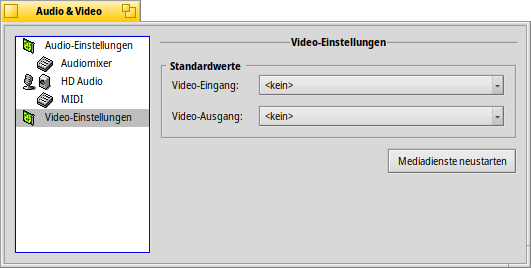 Audio & Video
Audio-Einstellungen
Audiomixer
HD Audio
MIDI
Video-Einstellungen
Video-Einstellungen
Standardwerte
Video-Eingang: <kein>
Video-Ausgang: <kein>
Mediadienste neustarten